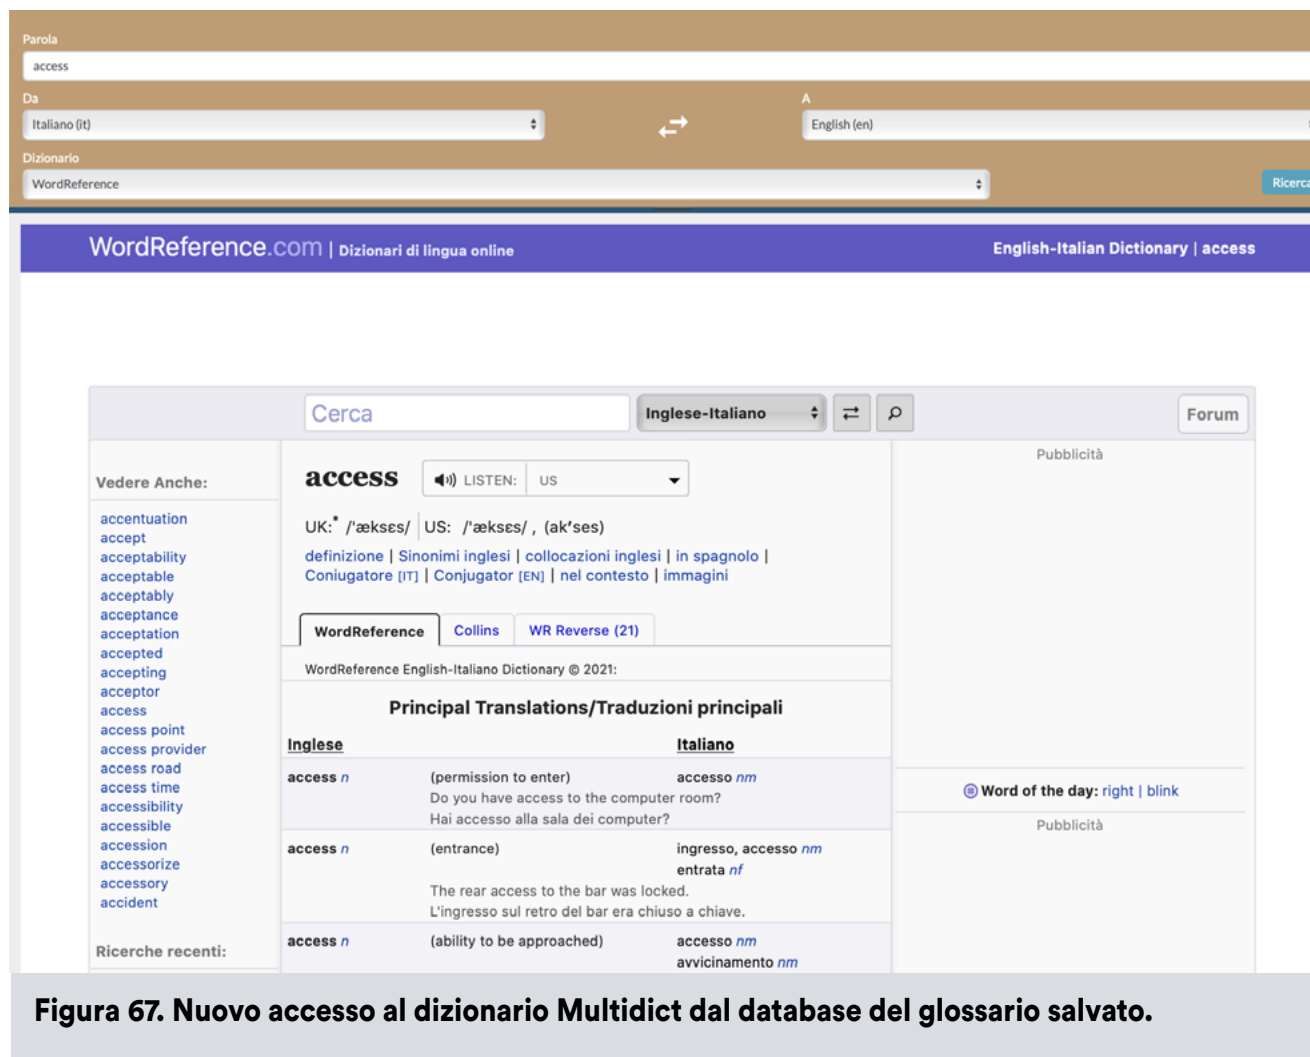 Parola
access
Da
A
Italiano (it)
English (en)
Dizionario
WordReference
Ricerca
WordReference.com | Dizionari di lingua online
English-Italian Dictionary | access
Cerca
Inglese-Italiano
Forum
Vedere Anche:
accentuation
accept
acceptability
acceptable
acceptably
acceptance
acceptation
accepted
accepting
acceptor
access
access point
access provider
access road
access time
accessibility
accessible
accession
accessorize
accessory
accident
Ricerche recenti:
access LISTEN: US
UK:* /ˈæksɛs/ US: /ˈæksɛs/ , (ak′ses)
definizione | Sinonimi inglesi | collocazioni inglesi | in spagnolo |
Coniugatore [IT] | Conjugator [EN] | nel contesto | immagini
WordReference Collins WR Reverse (21)
WordReference English-Italiano Dictionary © 2021:
Principal Translations/Traduzioni principali
Inglese Italiano
access n (permission to enter) accesso nm
Do you have access to the computer room?
Hai accesso alla sala dei computer?
access n (entrance) ingresso, accesso nm
entrata nf
The rear access to the bar was locked.
L'ingresso sul retro del bar era chiuso a chiave.
access n (ability to be approached) accesso nm
avvicinamento nm
Pubblicità
Word of the day: right | blink
Pubblicità
Figura 67. Nuovo accesso al dizionario Multidict dal database del glossario salvato.